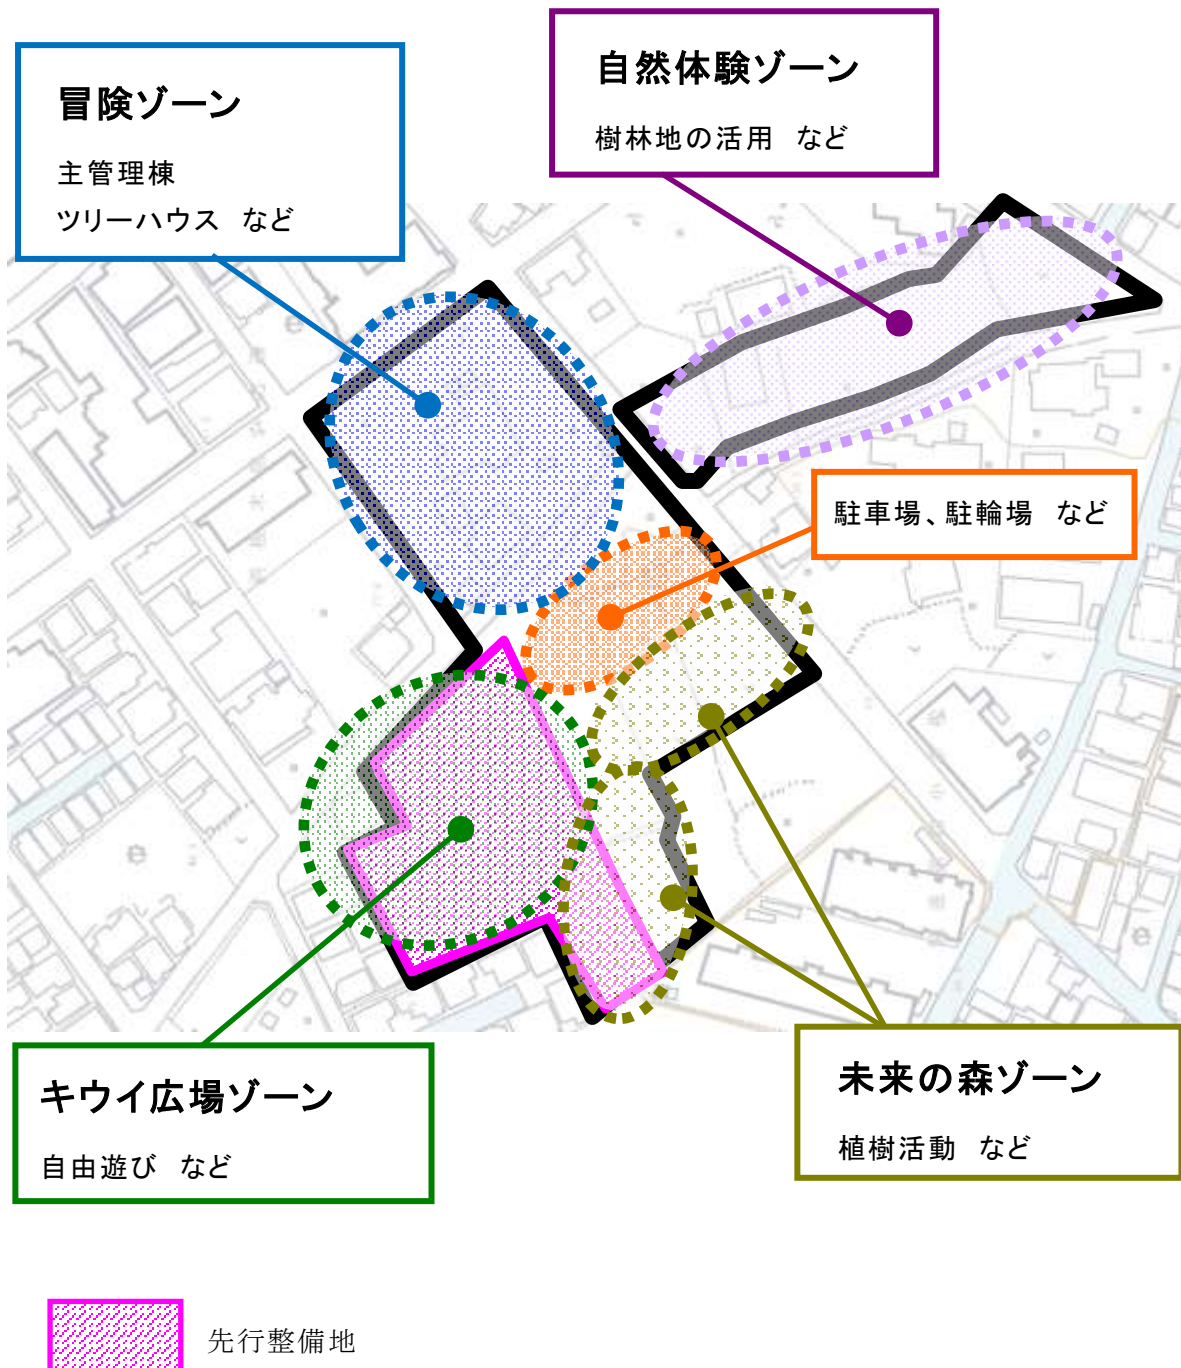 自然体験ゾーン
樹林地の活用 など
冒険ゾーン
主管理棟
ツリーハウス など
駐車場、駐輪場 など
キウイ広場ゾーン
自由遊び など
未来の森ゾーン
植樹活動 など
先行整備地